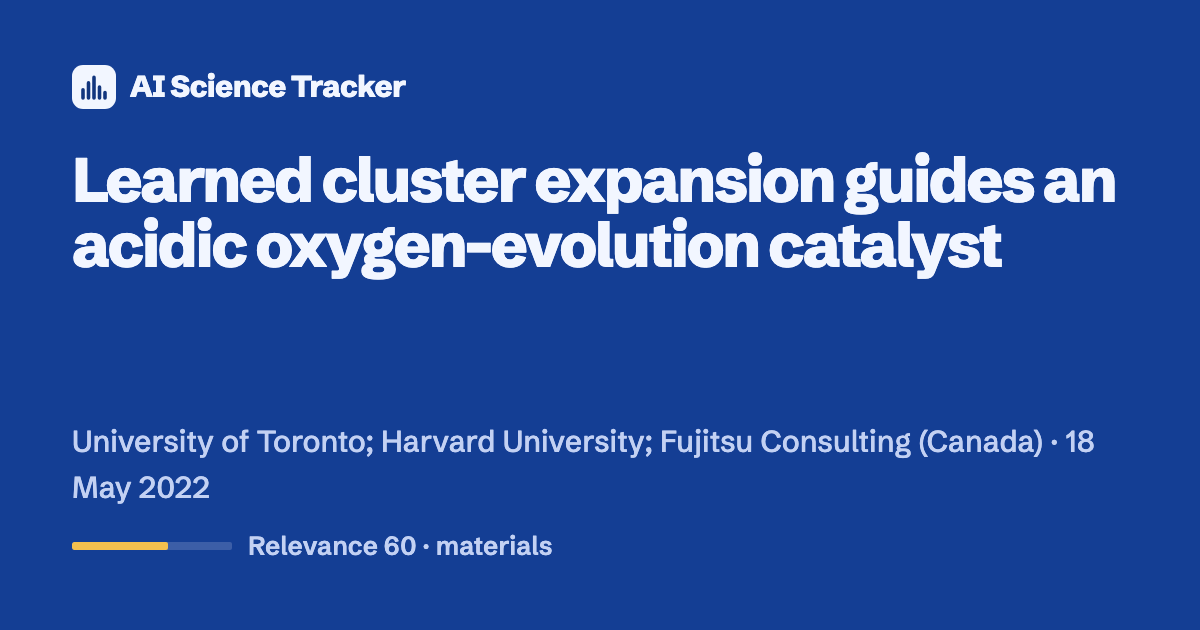 AI Science Tracker
Learned cluster expansion guides an
acidic oxygen-evolution catalyst
University of Toronto; Harvard University; Fujitsu Consulting (Canada) · 18
May 2022
Relevance 60 · materials